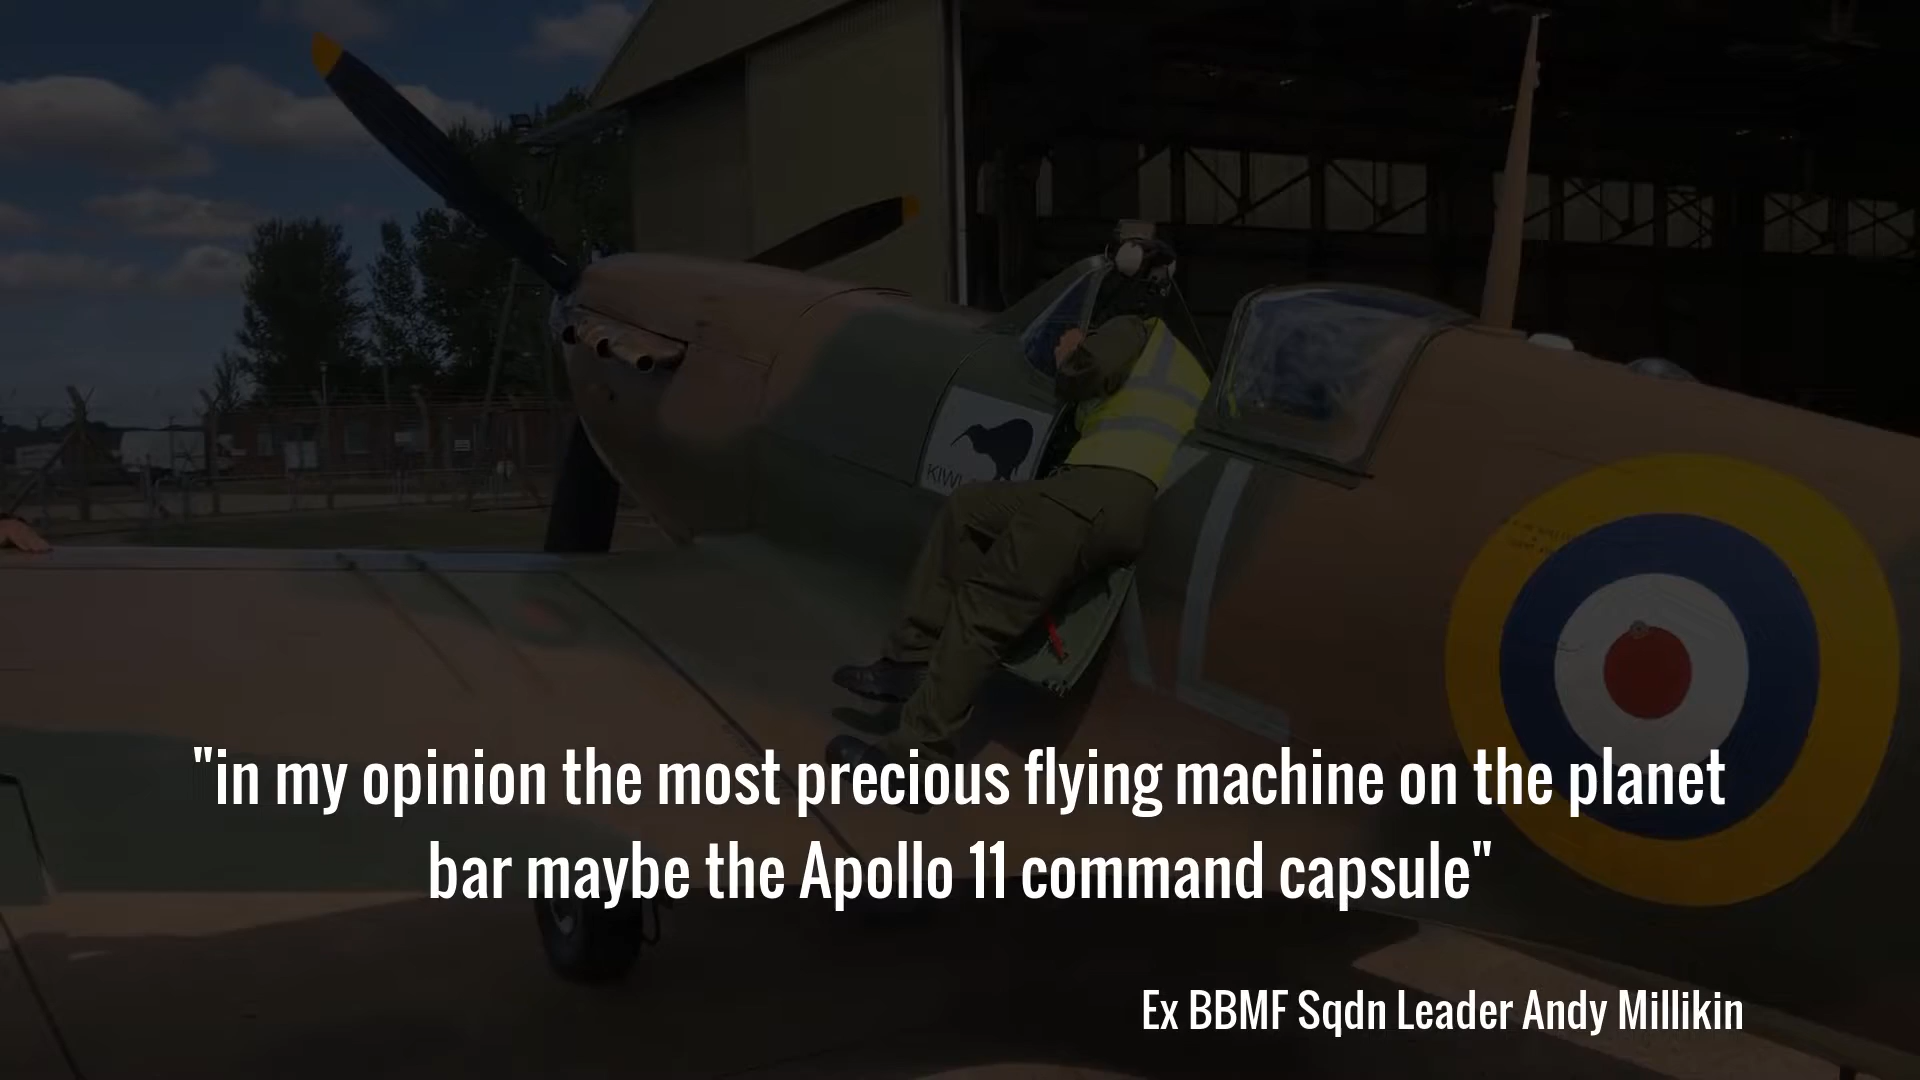 KIWI
"in my opinion the most precious flying machine on the planet
bar maybe the Apollo 11 command capsule"
Ex BBMF Sqdn Leader Andy Millikin